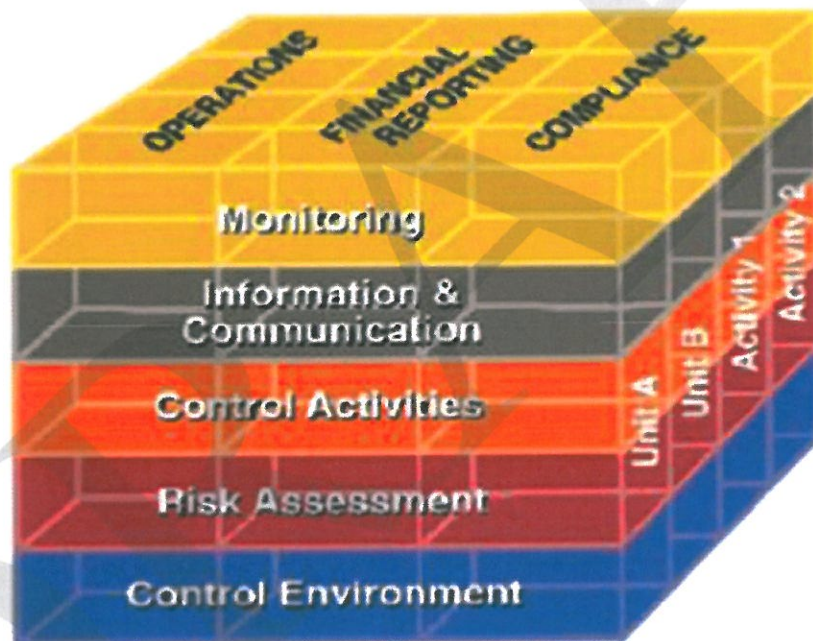 OPERATIONS
FINANCIAL
REPORTING
COMPLIANCE
Monitoring
Information &
Communication
Control Activities
Risk Assessment
Control Environment
Unit A
Unit B
Activity 1
Activity 2